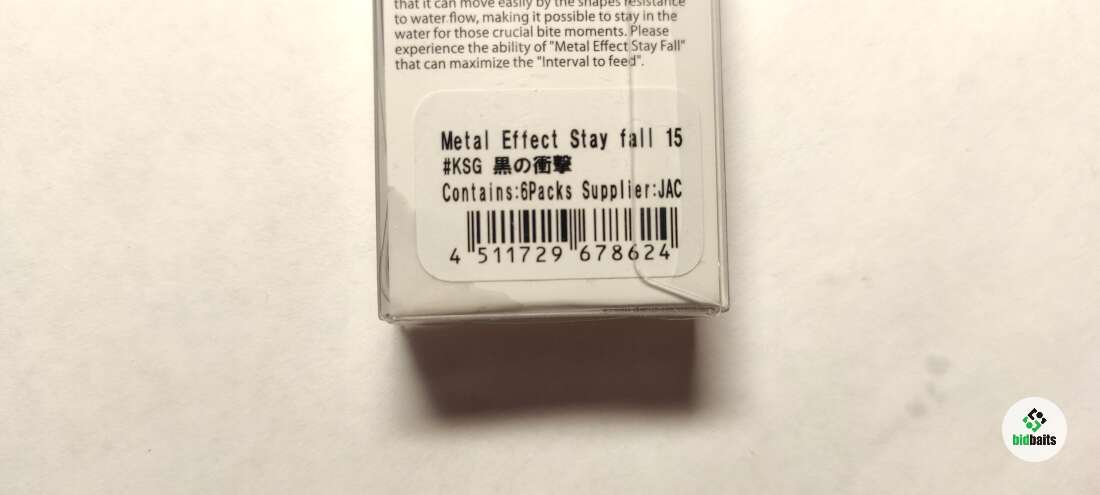 that it can move easily by the shapes resistance
to water flow, making it possible to stay in the
water for those crucial bite moments. Please
experience the ability of "Metal Effect Stay Fall"
that can maximize the "Interval to feed".
Metal Effect Stay fall 15
#KSG 黒の衝撃
Contains:6Packs Supplier:JAC
4 511729 678624
bidbaits